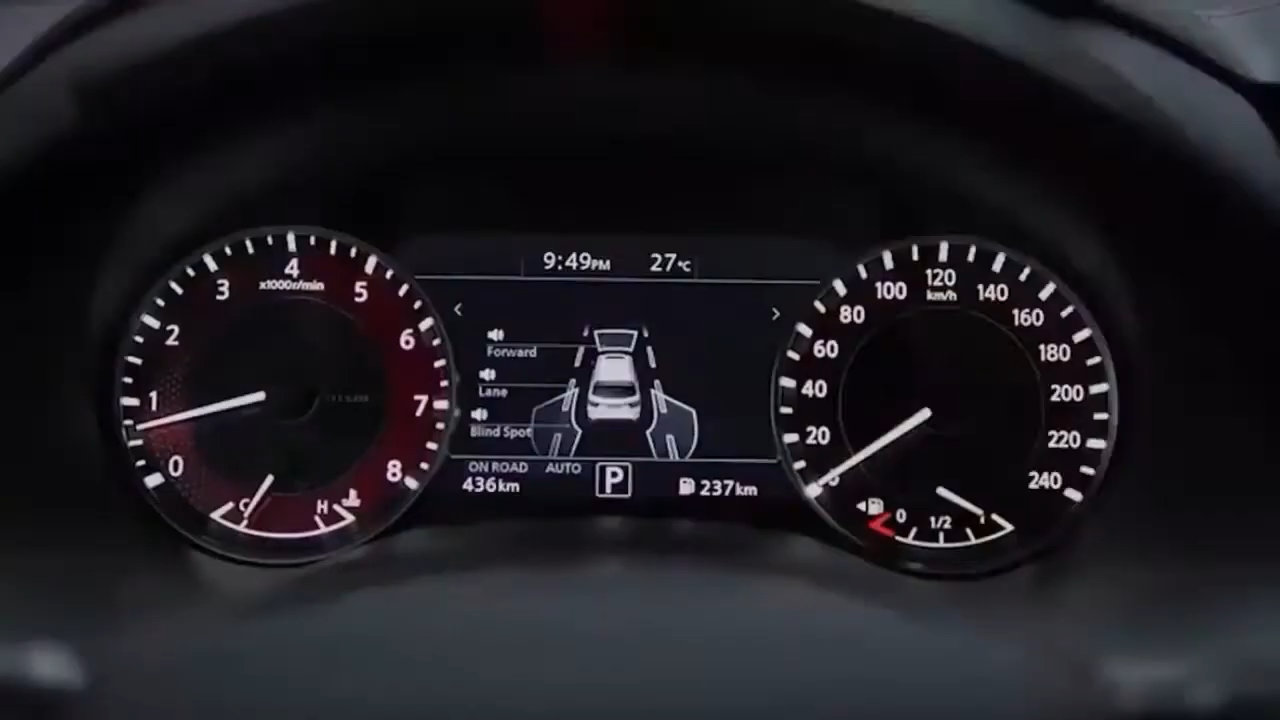 9:49PM 27°C
4
x1000r/min
3
5
2
6
1
7
0
8
C H
Forward
Lane
Blind Spot
ON ROAD AUTO
436km P 237km
120
km/h
100 140
80 160
60 180
40 200
20 220
0 240
0 1/2 1